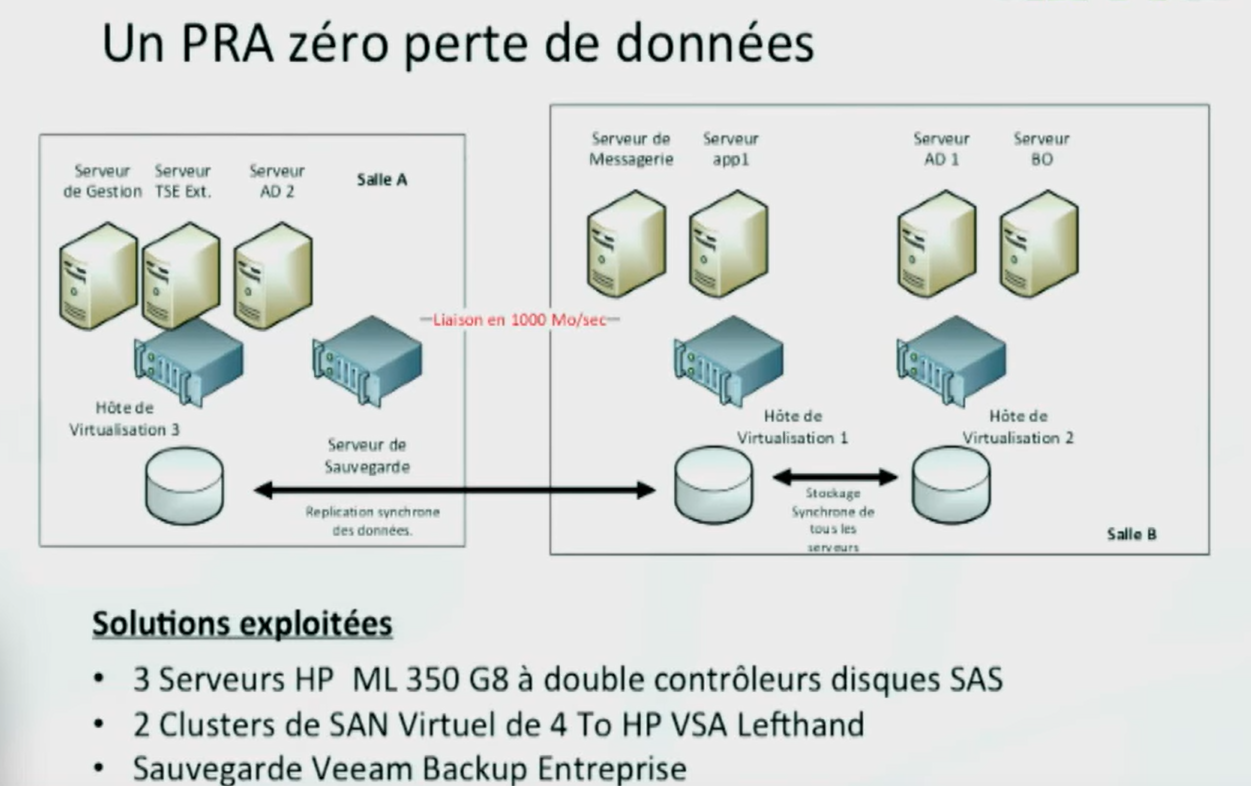 Un PRA zéro perte de données
Serveur
de Gestion
Serveur
TSE Ext.
Serveur
AD 2
Salle A
Hôte de
Virtualisation 3
Serveur de
Sauvegarde
Replication synchrone
des données.
Liaison en 1000 Mo/sec
Serveur de
Messagerie
Serveur
app1
Serveur
AD 1
Serveur
BO
Hôte de
Virtualisation 1
Hôte de
Virtualisation 2
Stockage
Synchrone de
tous les
serveurs
Salle B
Solutions exploitées
• 3 Serveurs HP ML 350 G8 à double contrôleurs disques SAS
• 2 Clusters de SAN Virtuel de 4 To HP VSA Lefthand
• Sauvegarde Veeam Backup Entreprise